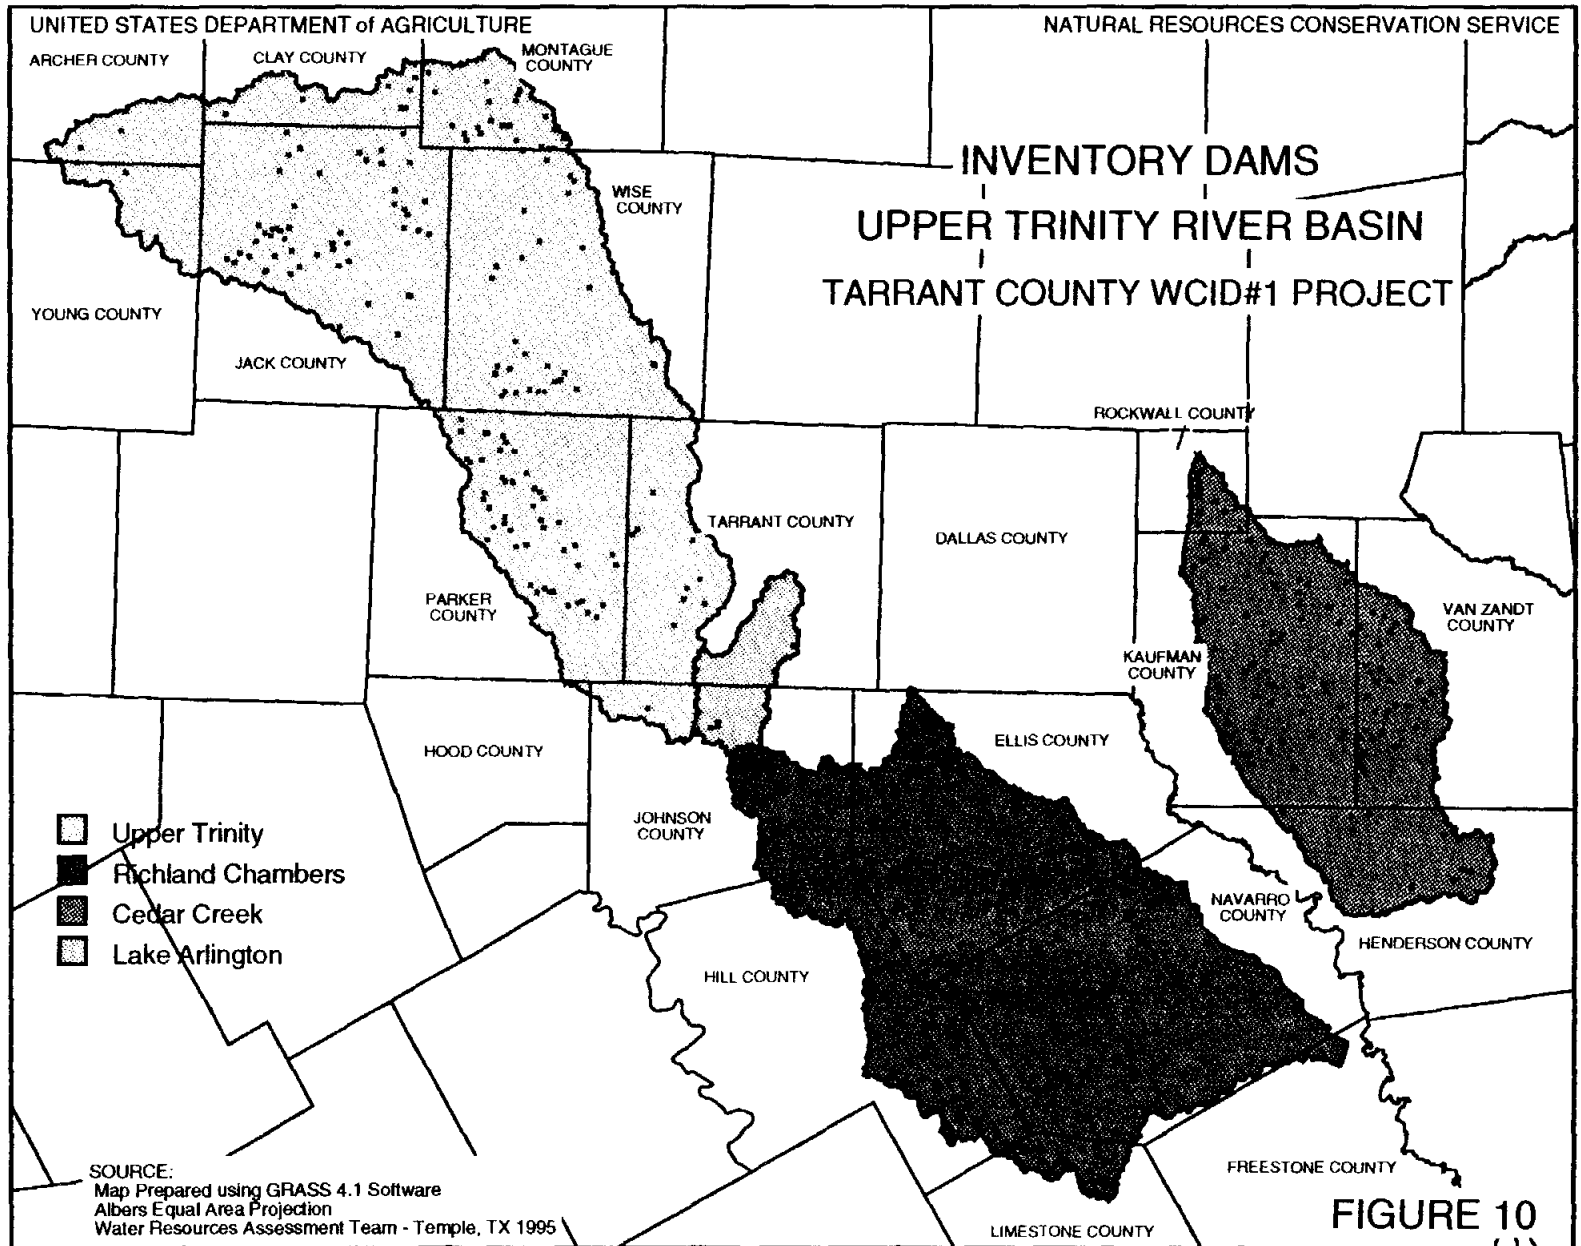 UNITED STATES DEPARTMENT of AGRICULTURE
NATURAL RESOURCES CONSERVATION SERVICE
ARCHER COUNTY
CLAY COUNTY
MONTAGUE
COUNTY
INVENTORY DAMS
UPPER TRINITY RIVER BASIN
TARRANT COUNTY WCID#1 PROJECT
WISE
COUNTY
YOUNG COUNTY
JACK COUNTY
ROCKWALL COUNTY
TARRANT COUNTY
DALLAS COUNTY
PARKER
COUNTY
VAN ZANDT
COUNTY
KAUFMAN
COUNTY
HOOD COUNTY
ELLIS COUNTY
JOHNSON
COUNTY
Upper Trinity
Richland Chambers
Cedar Creek
Lake Arlington
NAVARRO
COUNTY
HENDERSON COUNTY
HILL COUNTY
FREESTONE COUNTY
LIMESTONE COUNTY
SOURCE:
Map Prepared using GRASS 4.1 Software
Albers Equal Area Projection
Water Resources Assessment Team - Temple, TX 1995
FIGURE 10